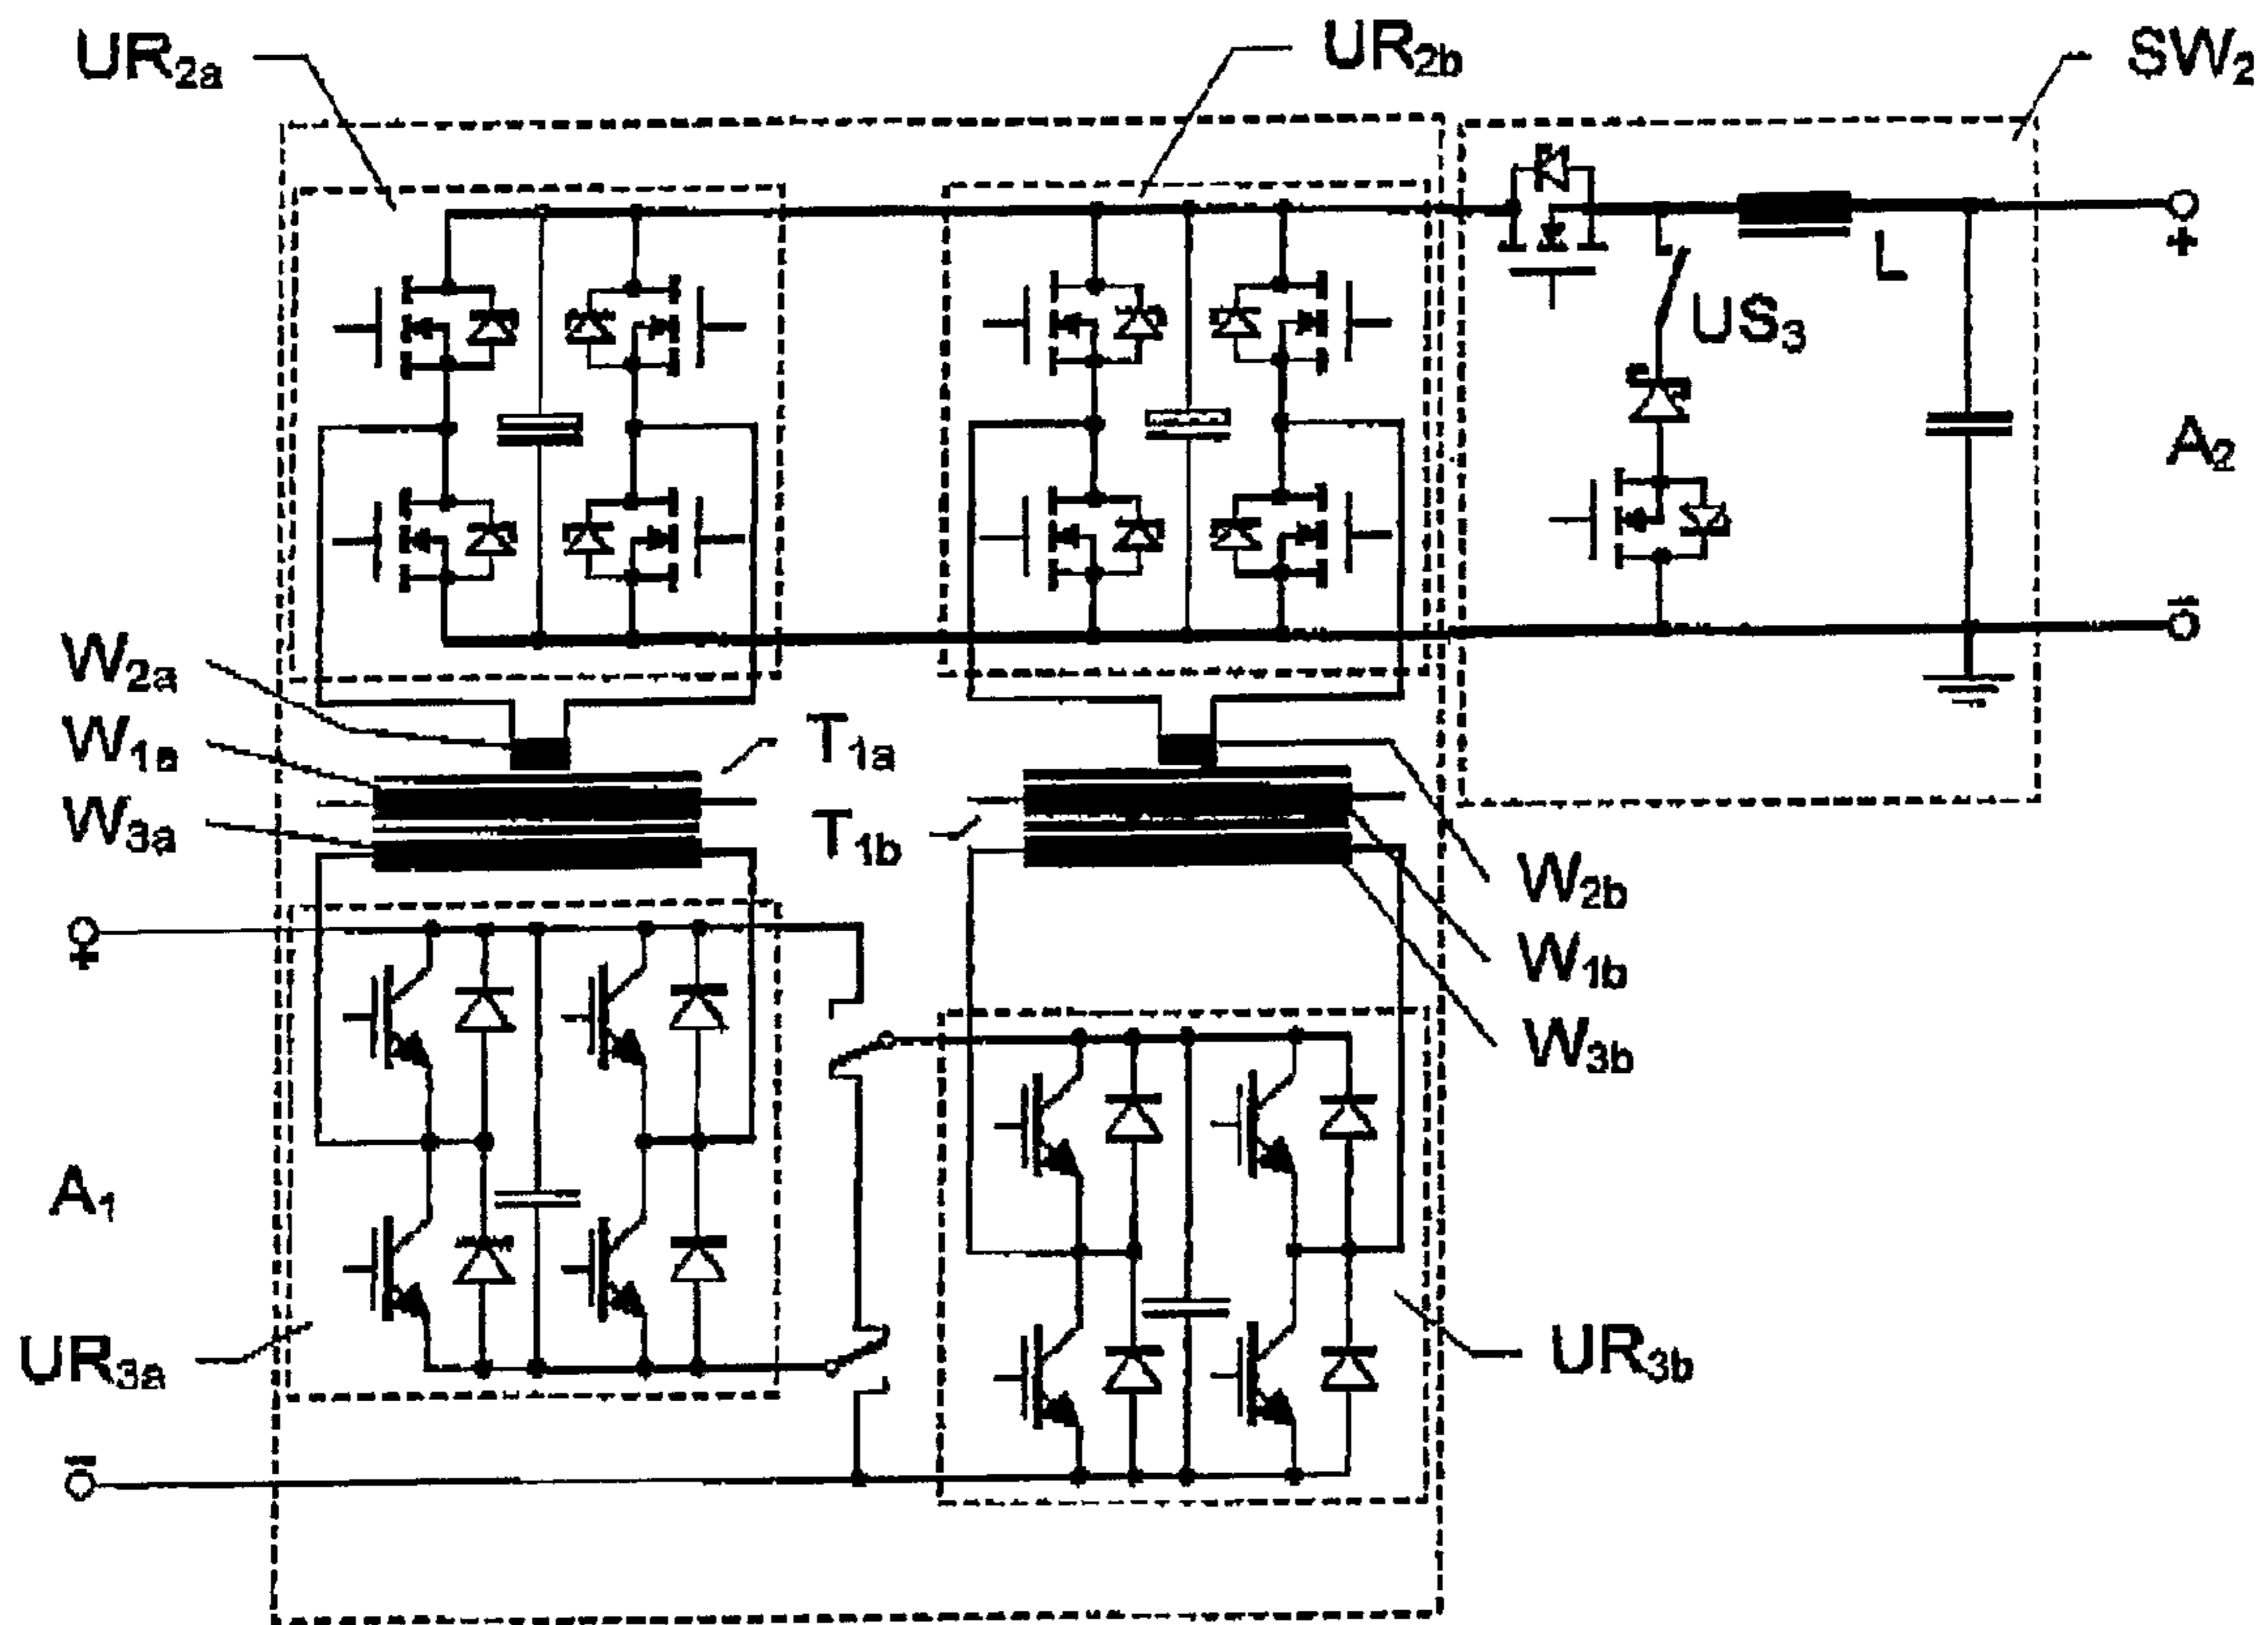 UR2a
UR2b
SW2
+
US3
L
A2
–
W2a
W1a
W3a
T1a
T1b
W2b
W1b
W3b
+
A1
UR3a
UR3b
–